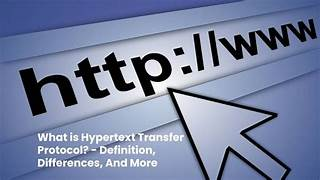 http://www
What is Hypertext Transfer
Protocol? - Definition,
Differences, And More